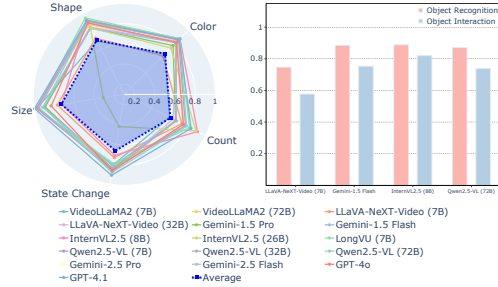 Shape
Color
Size
0.2 0.4 0.6 0.8 1
Count
State Change
VideoLLaMA2 (7B)
VideoLLaMA2 (72B)
LLaVA-NeXT-Video (7B)
LLaVA-NeXT-Video (32B)
Gemini-1.5 Pro
Gemini-1.5 Flash
InternVL2.5 (8B)
InternVL2.5 (26B)
LongVU (7B)
Qwen2.5-VL (7B)
Qwen2.5-VL (32B)
Qwen2.5-VL (72B)
Gemini-2.5 Pro
Gemini-2.5 Flash
GPT-4o
GPT-4.1
Average
Object Recognition
Object Interaction
1
0.8
0.6
0.4
0.2
LLaVA-NeXT-Video (7B)
Gemini-1.5 Flash
InternVL2.5 (8B)
Qwen2.5-VL (72B)